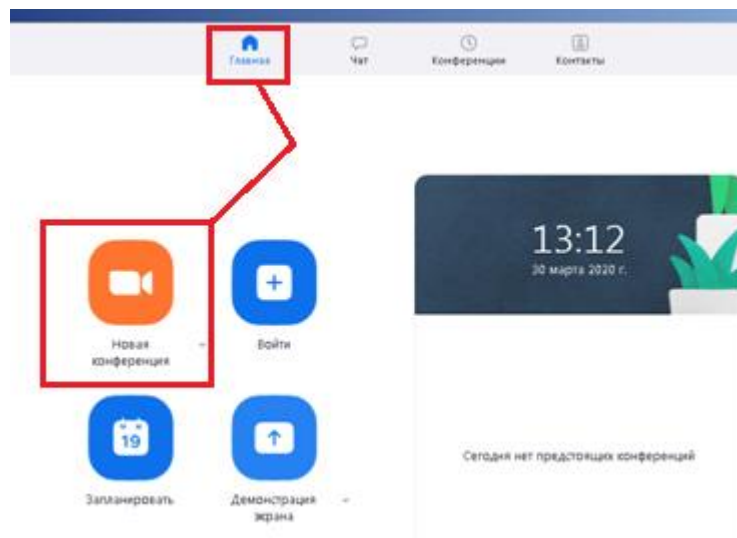 Главная
Чат
Конференции
Контакты
13:12
30 марта 2020 г.
Новая
конференция
Войти
19
Запланировать
Демонстрация
экрана
Сегодня нет предстоящих конференций